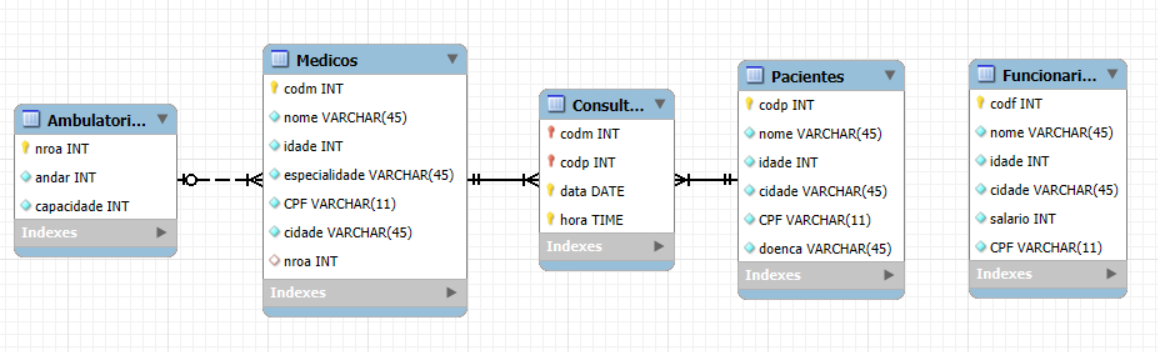 Ambulatori...
nroa INT
andar INT
capacidade INT
Indexes
Medicos
codm INT
nome VARCHAR(45)
idade INT
especialidade VARCHAR(45)
CPF VARCHAR(11)
cidade VARCHAR(45)
nroa INT
Indexes
Consult...
codm INT
codp INT
data DATE
hora TIME
Indexes
Pacientes
codp INT
nome VARCHAR(45)
idade INT
cidade VARCHAR(45)
CPF VARCHAR(11)
doenca VARCHAR(45)
Indexes
Funcionari...
codf INT
nome VARCHAR(45)
idade INT
cidade VARCHAR(45)
salario INT
CPF VARCHAR(11)
Indexes